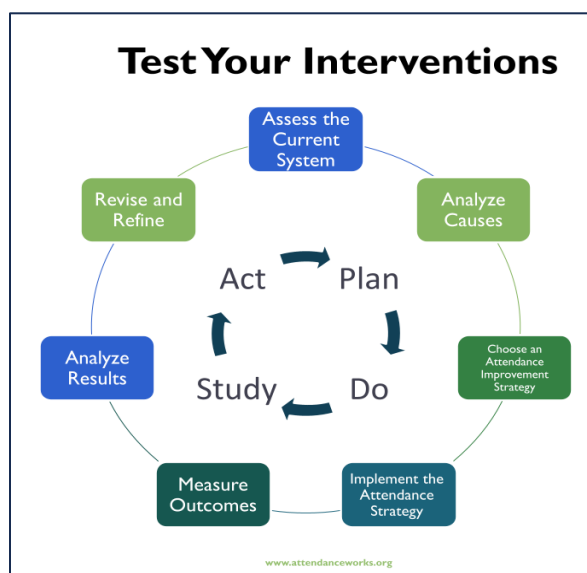 Test Your Interventions
Assess the
Current
System
Analyze
Causes
Choose an
Attendance
Improvement
Strategy
Implement the
Attendance
Strategy
Measure
Outcomes
Analyze
Results
Revise and
Refine
Act
Plan
Do
Study
www.attendanceworks.org